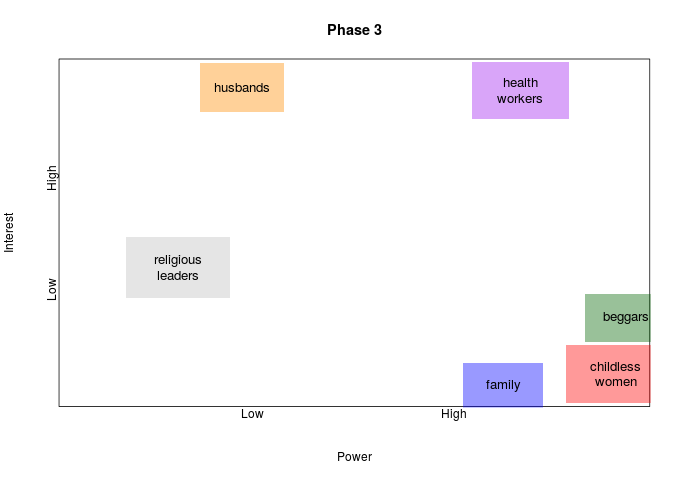 Phase 3
husbands
health
workers
High
Interest
religious
leaders
Low
beggars
childless
women
family
Low
High
Power